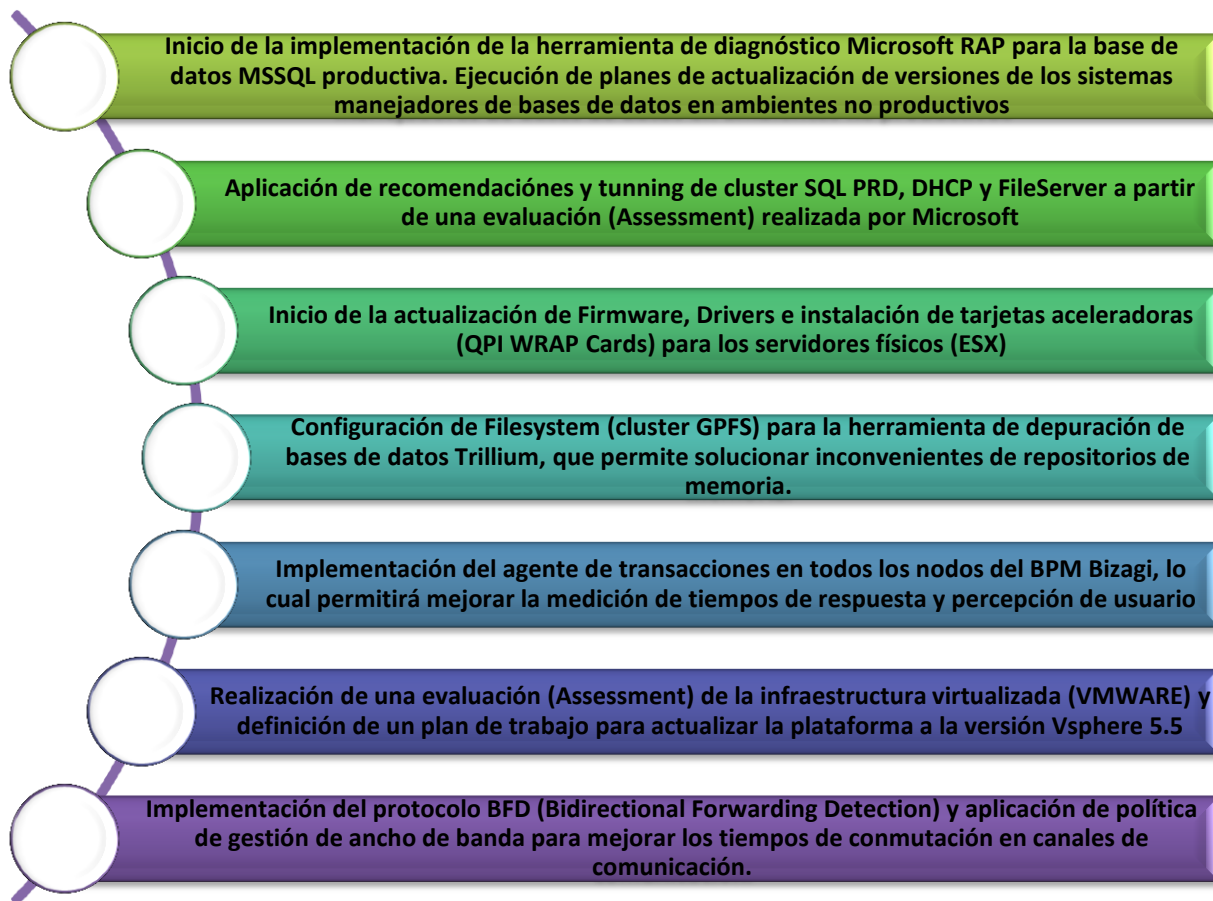 Inicio de la implementación de la herramienta de diagnóstico Microsoft RAP para la base de
datos MSSQL productiva. Ejecución de planes de actualización de versiones de los sistemas
manejadores de bases de datos en ambientes no productivos
Aplicación de recomendaciónes y tunning de cluster SQL PRD, DHCP y FileServer a partir
de una evaluación (Assessment) realizada por Microsoft
Inicio de la actualización de Firmware, Drivers e instalación de tarjetas aceleradoras
(QPI WRAP Cards) para los servidores físicos (ESX)
Configuración de Filesystem (cluster GPFS) para la herramienta de depuración de
bases de datos Trillium, que permite solucionar inconvenientes de repositorios de
memoria.
Implementación del agente de transacciones en todos los nodos del BPM Bizagi, lo
cual permitirá mejorar la medición de tiempos de respuesta y percepción de usuario
Realización de una evaluación (Assessment) de la infraestructura virtualizada (VMWARE) y
definición de un plan de trabajo para actualizar la plataforma a la versión Vsphere 5.5
Implementación del protocolo BFD (Bidirectional Forwarding Detection) y aplicación de política
de gestión de ancho de banda para mejorar los tiempos de conmutación en canales de
comunicación.